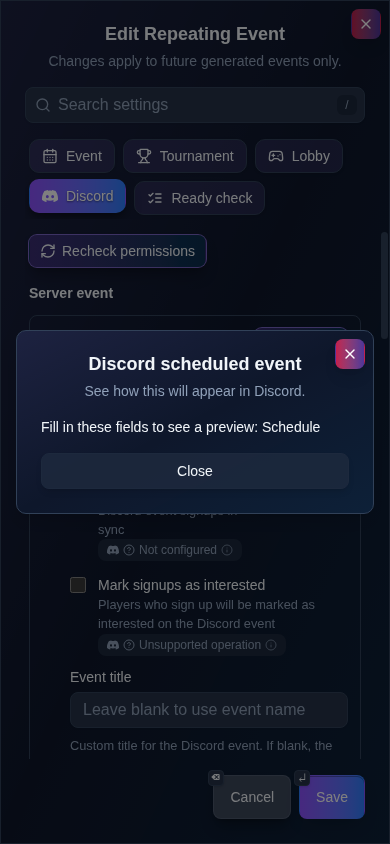 Edit Repeating Event
Changes apply to future generated events only.
Search settings /
Event Tournament Lobby
Discord Ready check
Recheck permissions
Server event
Discord scheduled event
See how this will appear in Discord.
Fill in these fields to see a preview: Schedule
Close
Discord event signups in
sync
Not configured
Mark signups as interested
Players who sign up will be marked as
interested on the Discord event
Unsupported operation
Event title
Leave blank to use event name
Custom title for the Discord event. If blank, the
Cancel Save